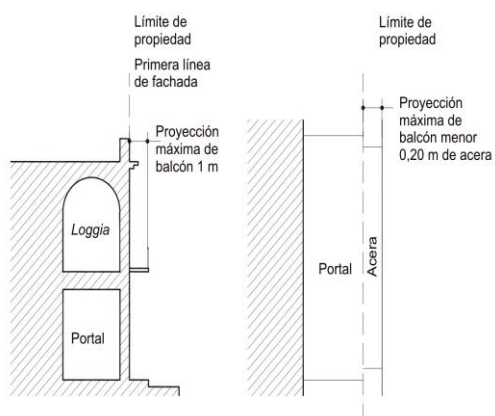 Límite de
propiedad
Primera línea
de fachada
Proyección
máxima de
balcón 1 m
Loggia
Portal
Límite de
propiedad
Proyección
máxima de
balcón menor
0,20 m de acera
Portal
Acera